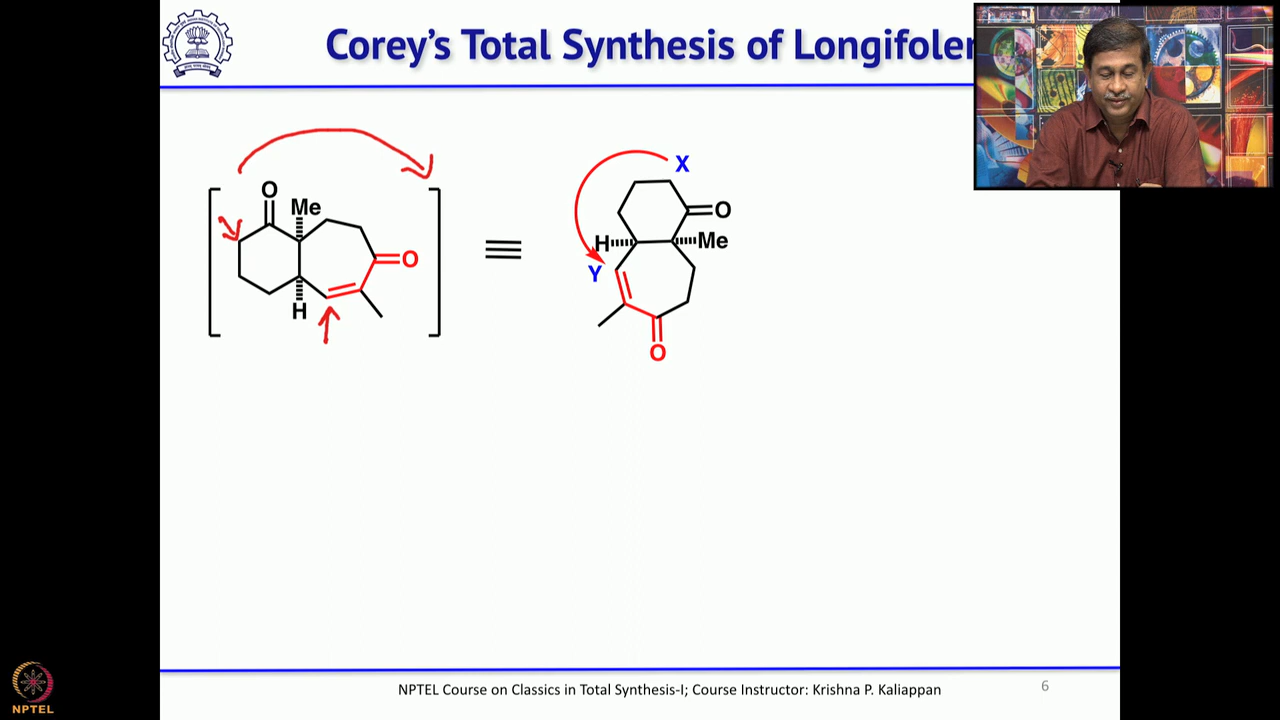 Corey's Total Synthesis of Longifolen
O
Me
O
H
X
O
H
Me
Y
O
NPTEL Course on Classics in Total Synthesis-I; Course Instructor: Krishna P. Kaliappan
6
NPTEL